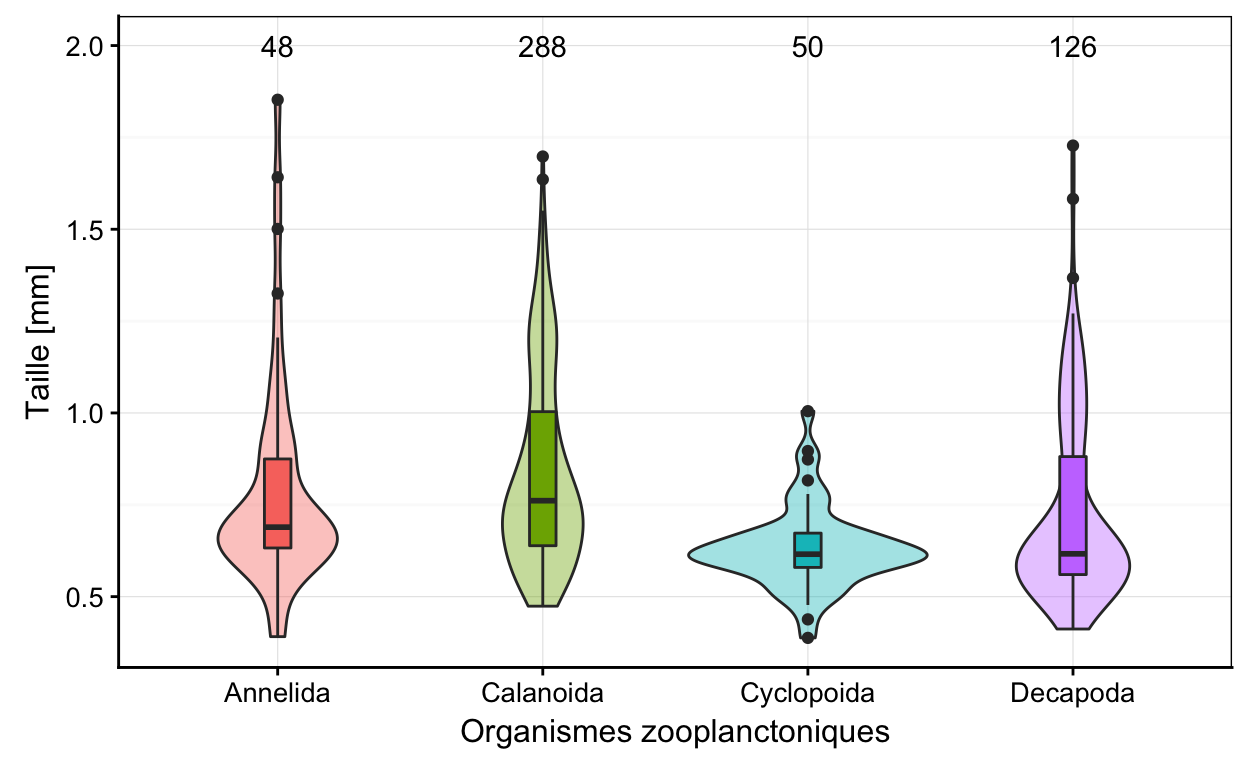 2.0
48
288
50
126
1.5
1.0
0.5
Taille [mm]
Annelida
Calanoida
Cyclopoida
Decapoda
Organismes zooplanctoniques